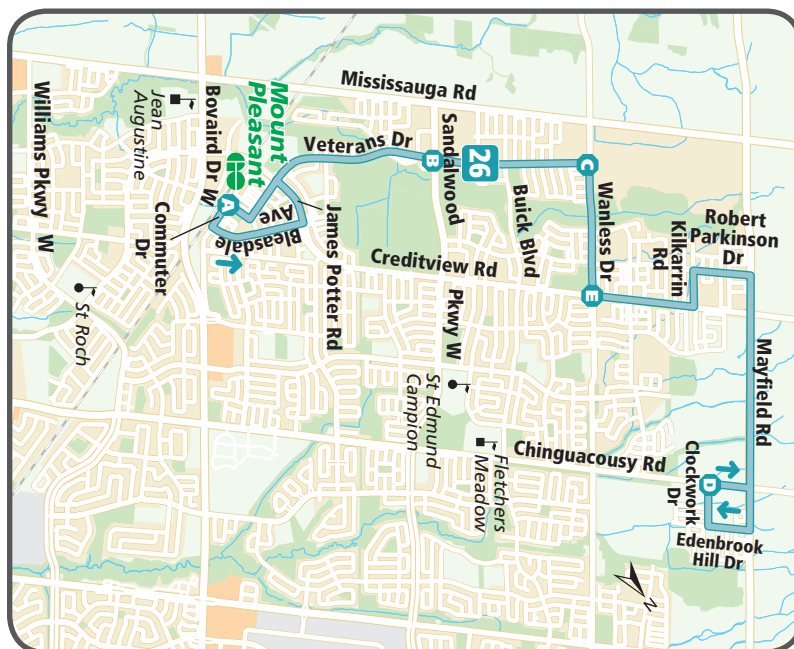 Mississauga Rd
Williams Pkwy W
Jean
Augustine
Bovaird Dr W
Mount
Pleasant
Veterans Dr
Sandalwood
Pkwy W
B
26
C
Buick Blvd
Wanless Dr
Robert
Parkinson
Dr
Kilkarrin
Rd
A
Commuter
Dr
Bleasdale
Ave
James Potter Rd
Creditview Rd
E
Mayfield Rd
St Roch
St Edmund
Campion
Fletchers
Meadow
Chinguacousy Rd
Clockwork
Dr
D
Edenbrook
Hill Dr
N